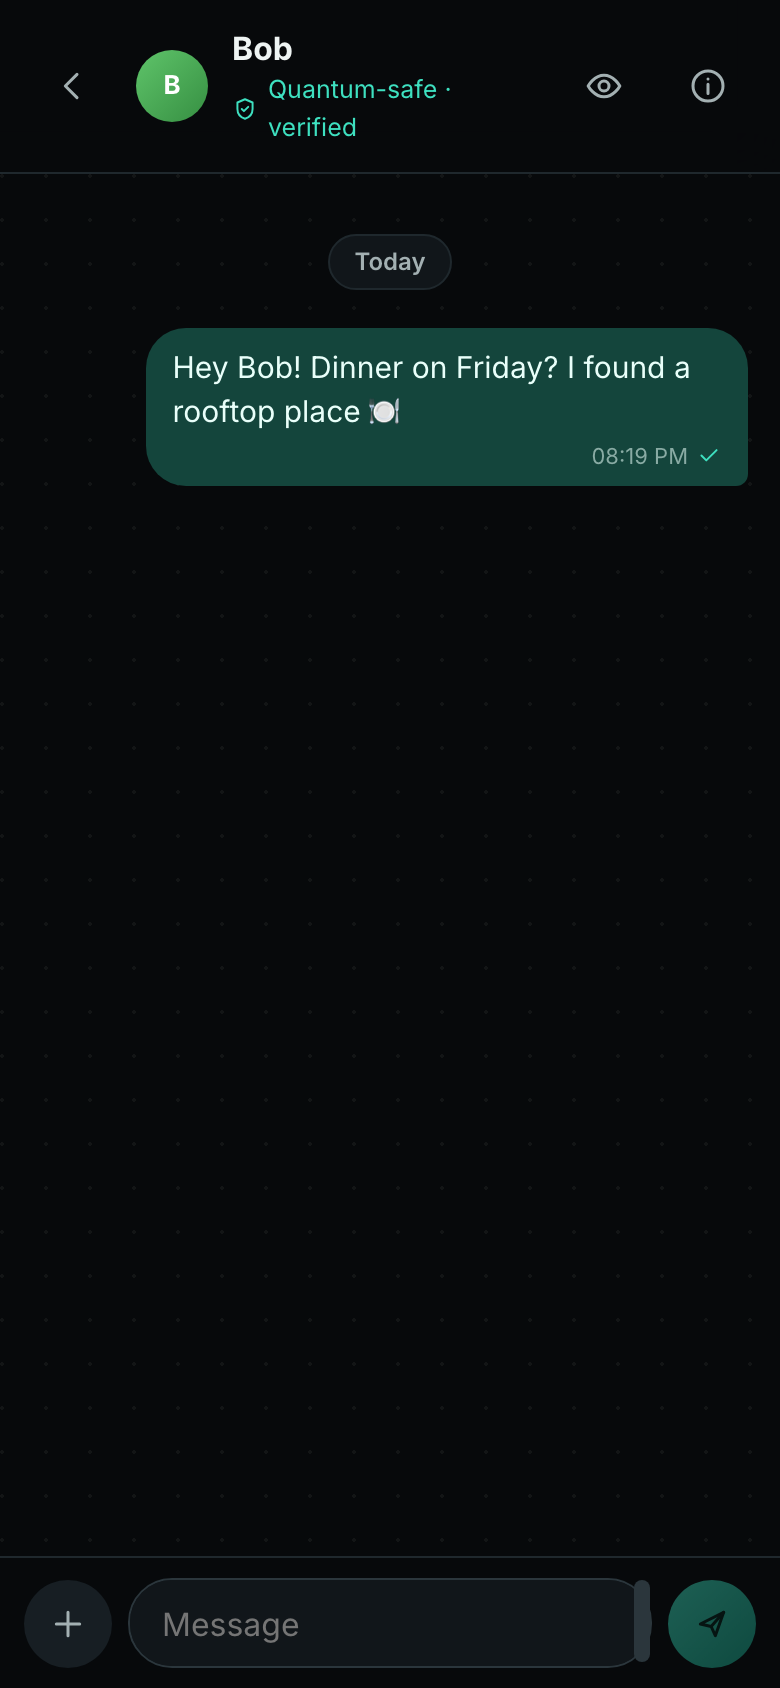 Bob
B
Quantum-safe ·
verified
Today
Hey Bob! Dinner on Friday? I found a
rooftop place 🍽️
08:19 PM
Message